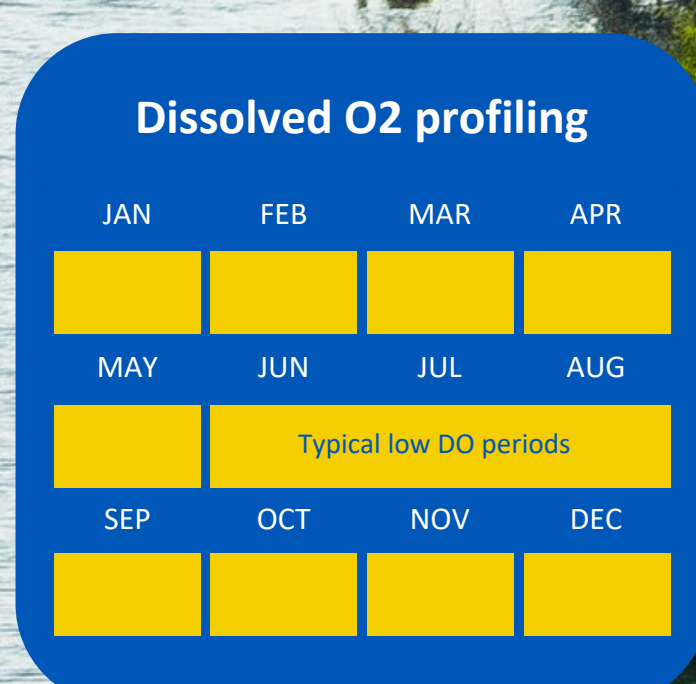 Dissolved O2 profiling
JAN FEB MAR APR
MAY JUN JUL AUG
Typical low DO periods
SEP OCT NOV DEC